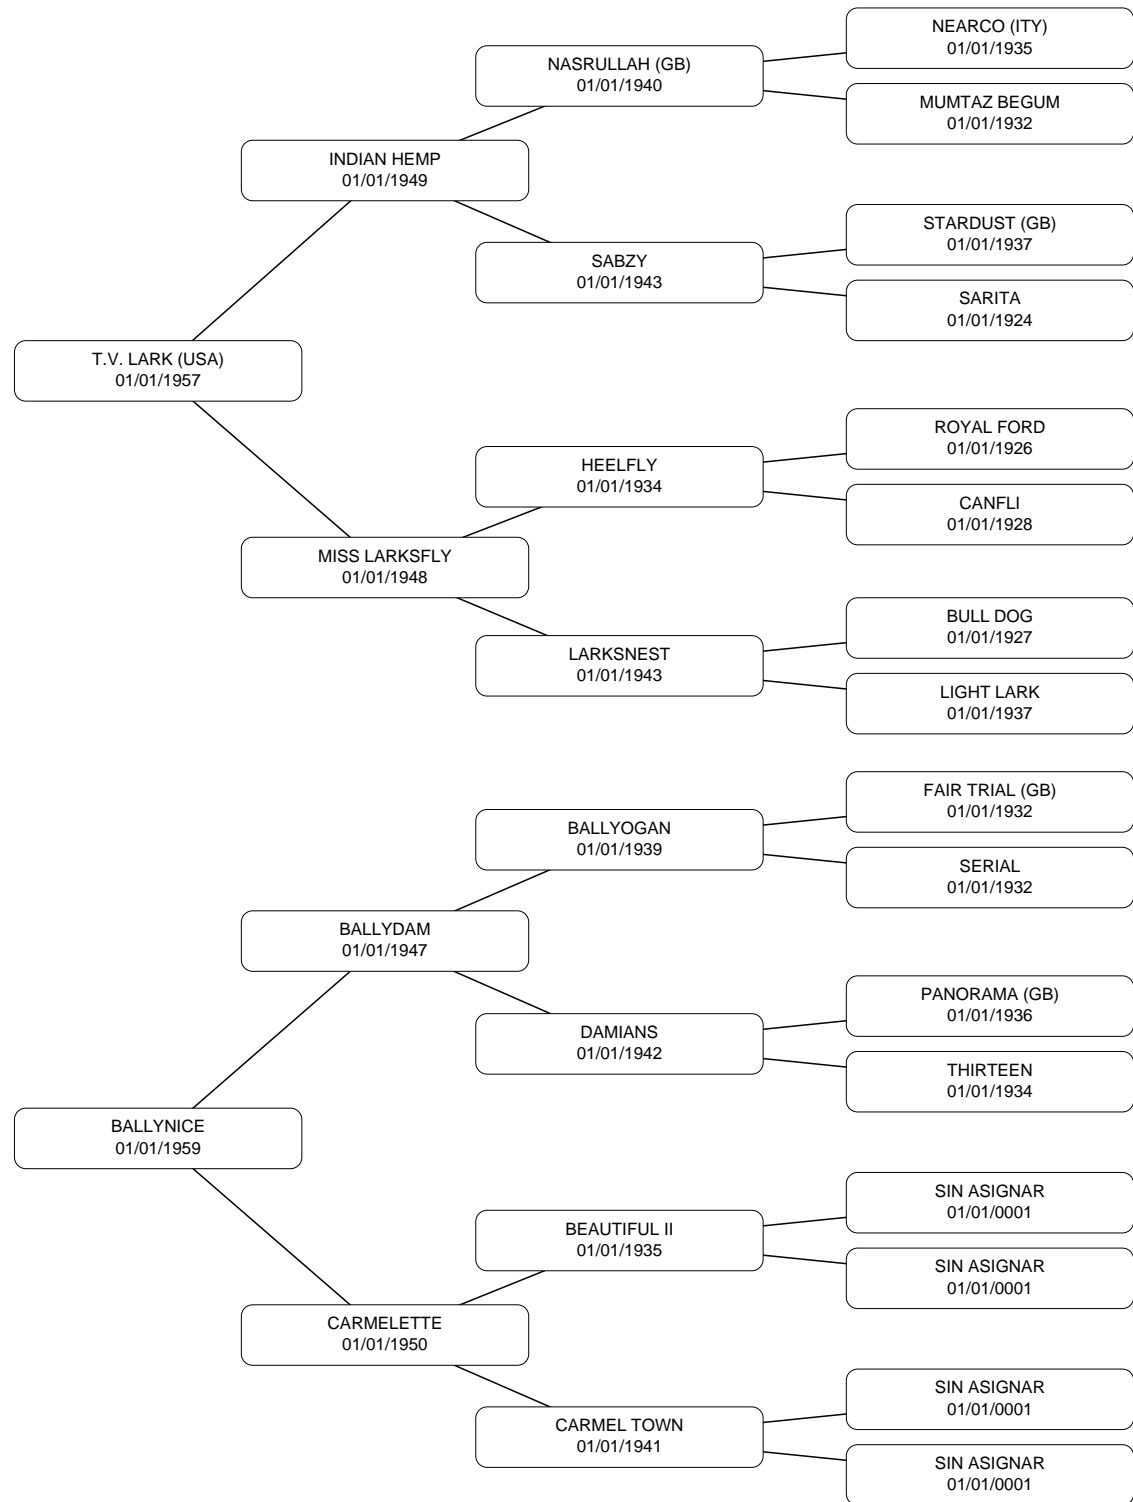 NEARCO (ITY)
01/01/1935
NASRULLAH (GB)
01/01/1940
MUMTAZ BEGUM
01/01/1932
INDIAN HEMP
01/01/1949
STARDUST (GB)
01/01/1937
SABZY
01/01/1943
SARITA
01/01/1924
T.V. LARK (USA)
01/01/1957
ROYAL FORD
01/01/1926
HEELFLY
01/01/1934
CANFLI
01/01/1928
MISS LARKSFLY
01/01/1948
BULL DOG
01/01/1927
LARKSNEST
01/01/1943
LIGHT LARK
01/01/1937
FAIR TRIAL (GB)
01/01/1932
BALLYOGAN
01/01/1939
SERIAL
01/01/1932
BALLYDAM
01/01/1947
PANORAMA (GB)
01/01/1936
DAMIANS
01/01/1942
THIRTEEN
01/01/1934
BALLYNICE
01/01/1959
SIN ASIGNAR
01/01/0001
BEAUTIFUL II
01/01/1935
SIN ASIGNAR
01/01/0001
CARMELETTE
01/01/1950
SIN ASIGNAR
01/01/0001
CARMEL TOWN
01/01/1941
SIN ASIGNAR
01/01/0001